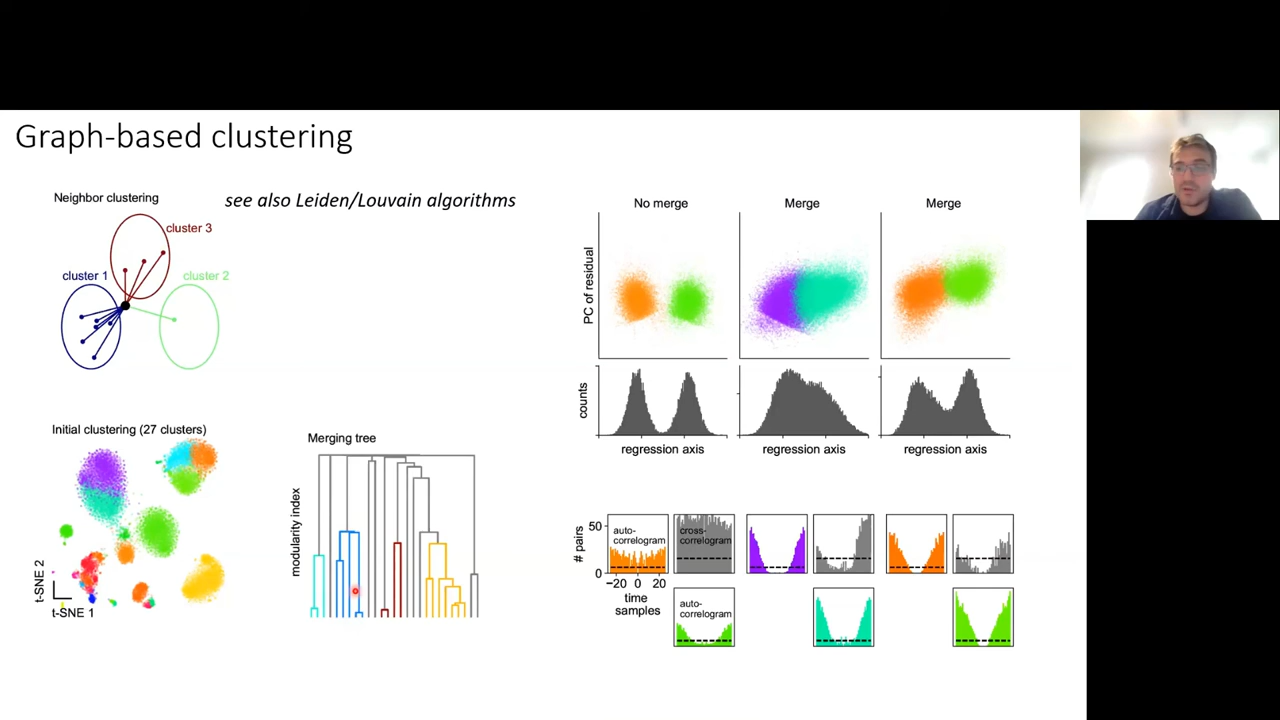 Graph-based clustering
see also Leiden/Louvain algorithms
Neighbor clustering
cluster 3
cluster 1
cluster 2
Initial clustering (27 clusters)
t-SNE 2
t-SNE 1
Merging tree
modularity index
No merge
Merge
Merge
PC of residual
counts
regression axis
regression axis
regression axis
# pairs
50
0
auto-
correlogram
cross-
correlogram
−20 0 20
time
samples
auto-
correlogram